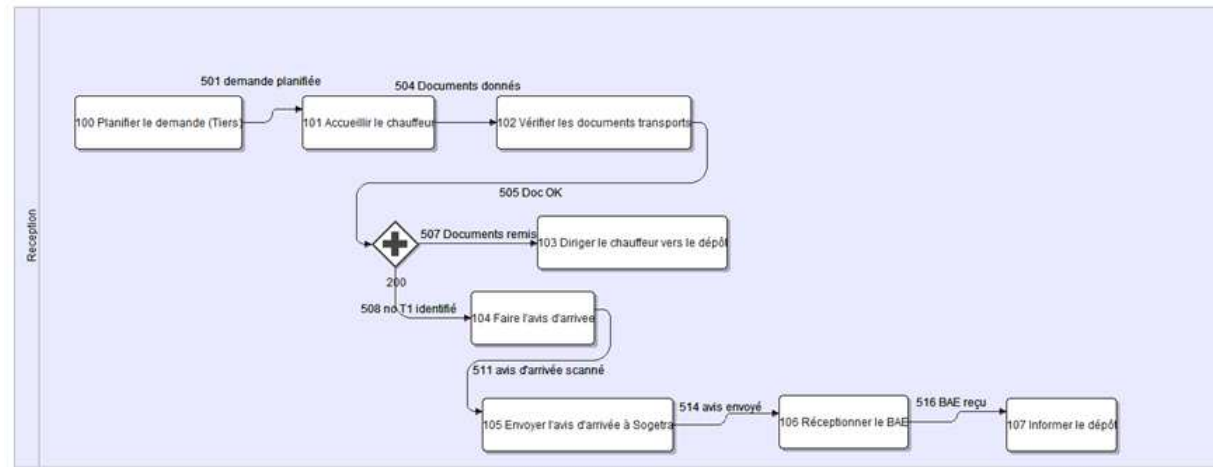 Reception
501 demande planifiée
504 Documents donnés
100 Planifier le demande (Tiers)
101 Accueillir le chauffeur
102 Vérifier les documents transports
505 Doc OK
507 Documents remis
103 Diriger le chauffeur vers le dépôt
200
508 no T1 identifié
104 Faire l'avis d'arrivee
511 avis d'arrivée scanné
105 Envoyer l'avis d'arrivée à Sogetra
514 avis envoyé
106 Réceptionner le BAE
516 BAE reçu
107 Informer le dépôt